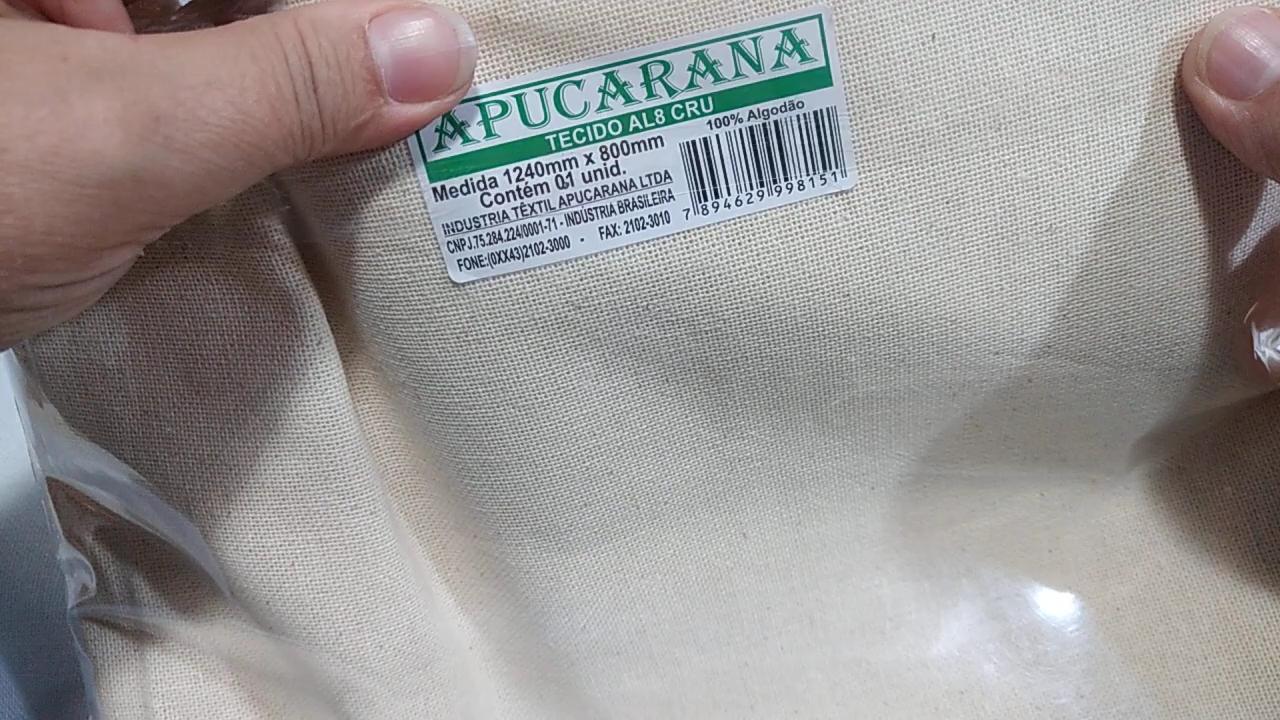 APUCARANA
TECIDO AL8 CRU
100% Algodão
Medida 1240mm x 800mm
Contém 01 unid.
INDUSTRIA TÊXTIL APUCARANA LTDA
CNPJ.75.284.224/0001-71 - INDÚSTRIA BRASILEIRA
FONE:(0XX43)2102-3000 - FAX: 2102-3010
7 894629 998151